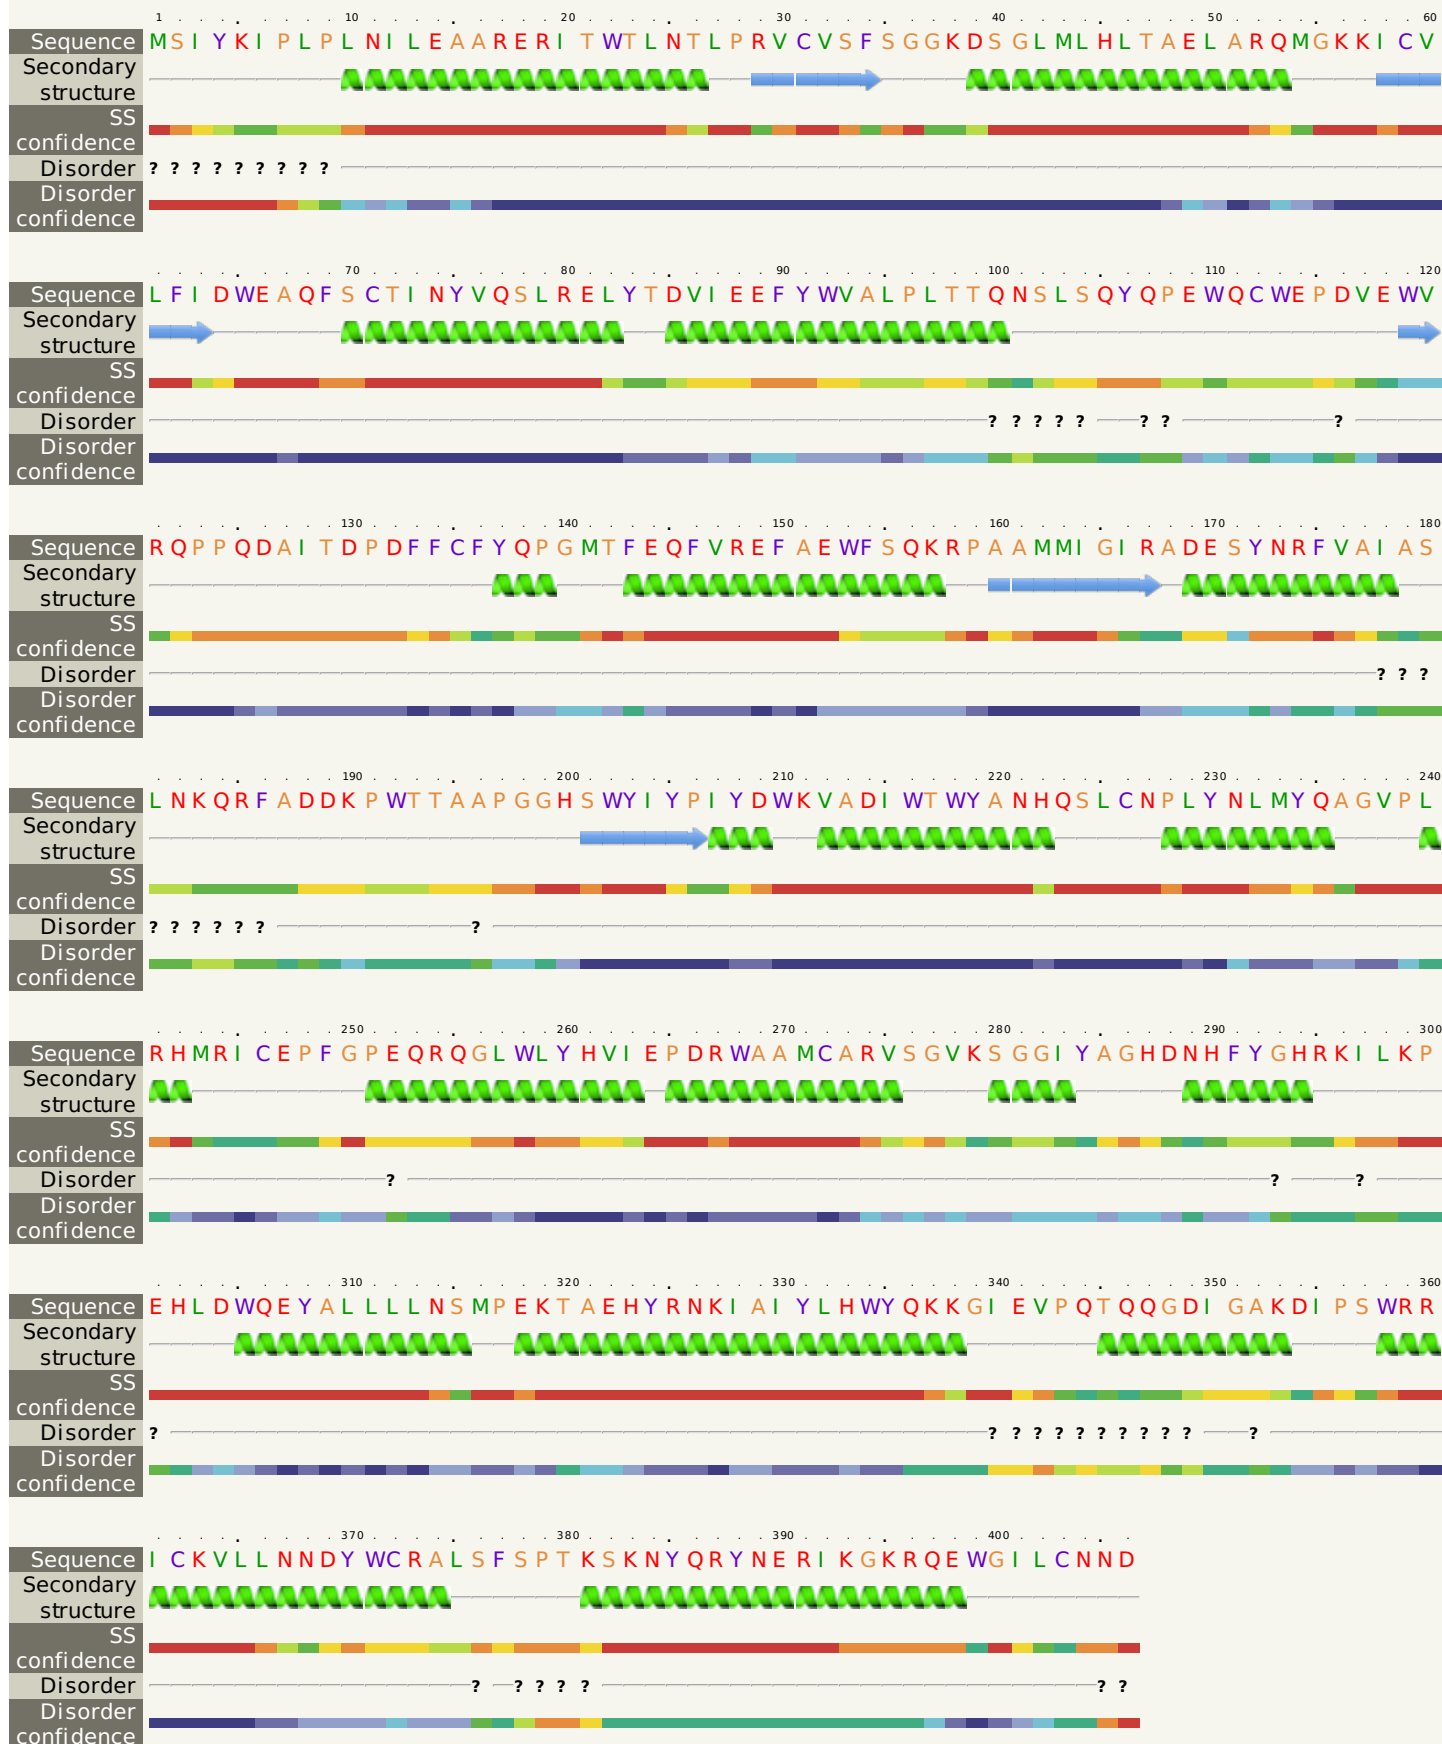 1 10 20 30 40 50 60
Sequence MSIYKIPLPLNILEAARERITWTLNTLPRVCVSFSGGKDSGLMLHLTAELARQMGKKICV
Secondary
structure
SS
confidence
Disorder ? ? ? ? ? ? ? ? ?
Disorder
confidence
70 80 90 100 110 120
Sequence LFIDWEAQFSCTINYVQSLRELYTDVIEEFYWVALPLTTQNSLSQYQPEWQCWEPDVEWV
Secondary
structure
SS
confidence
Disorder ? ? ? ? ? ? ? ?
Disorder
confidence
130 140 150 160 170 180
Sequence RQPPQDAITDPDFFCFYQPGMTFEQFVREFAEWFSQKRPAAMMIGIRADESYNRFVAIAS
Secondary
structure
SS
confidence
Disorder ? ? ?
Disorder
confidence
190 200 210 220 230 240
Sequence LNKQRFADDKPWTTAAPGGHSWYIYPIYDWKVADIWTWYANHQSLCNPLYNLMYQAGVPL
Secondary
structure
SS
confidence
Disorder ? ? ? ? ? ? ?
Disorder
confidence
250 260 270 280 290 300
Sequence RHMRICEPFGPEQRQGLWLYHVIEPDRWAAMCARVSGVKSGGIYAGHDNHFYGHRKILKP
Secondary
structure
SS
confidence
Disorder ? ? ?
Disorder
confidence
310 320 330 340 350 360
Sequence EHLDWQEYALLLLNSMPEKTAEHYRNKIAIYLHWYQKKGIEVPQTQQGDIGAKDIPSWRR
Secondary
structure
SS
confidence
Disorder ? ? ? ? ? ? ? ? ? ? ? ?
Disorder
confidence
370 380 390 400
Sequence ICKVLLNNDYWCRALSFSPTKSKNYQRYNERIKGKRQEWGILCNND
Secondary
structure
SS
confidence
Disorder ? ? ? ? ? ? ?
Disorder
confidence